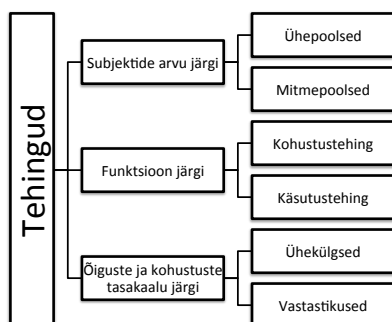 Tehingud
Subjektide arvu järgi
Ühepoolsed
Mitmepoolsed
Funktsioon järgi
Kohustustehing
Käsutustehing
Õiguste ja kohustuste
tasakaalu järgi
Ühekülgsed
Vastastikused